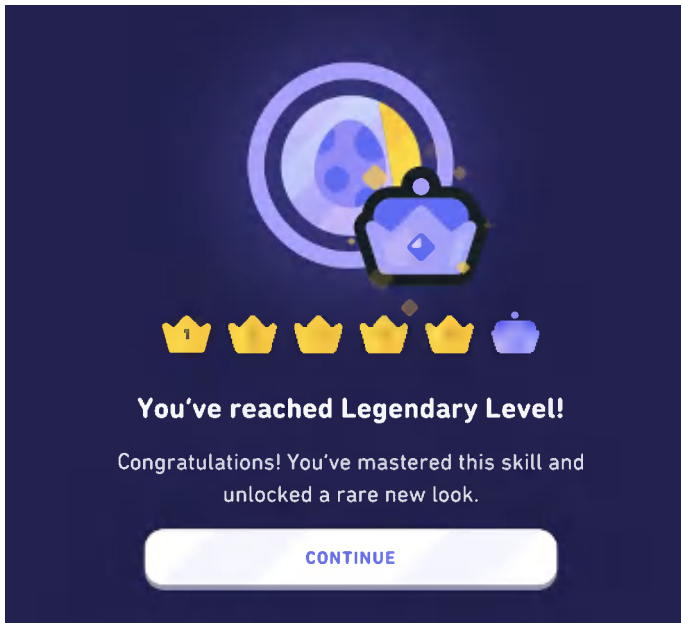 1
You've reached Legendary Level!
Congratulations! You've mastered this skill and
unlocked a rare new look.
CONTINUE